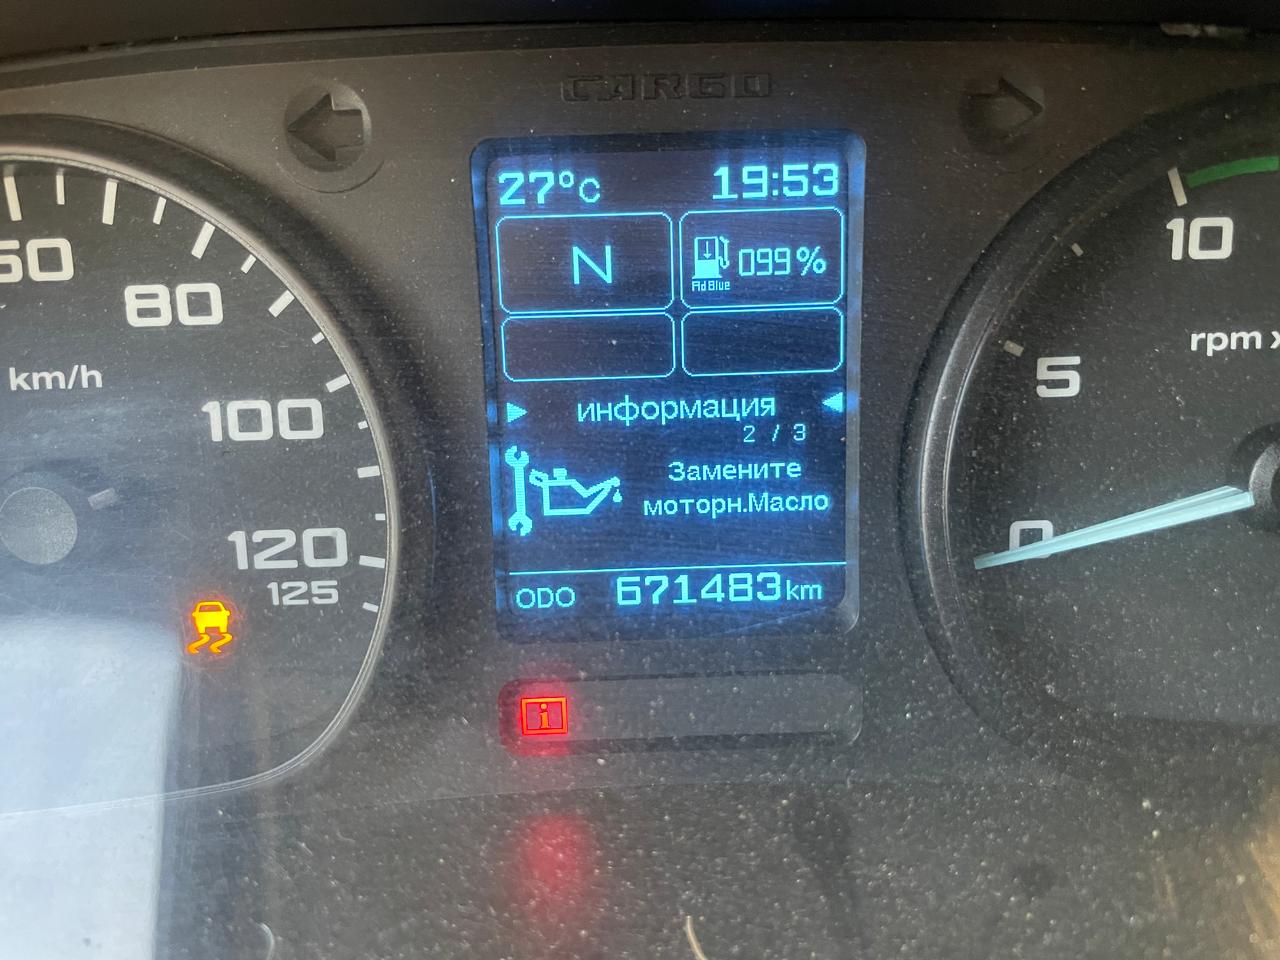 CARGO
27°C 19:53
N
099%
AdBlue
информация
2 / 3
Замените
моторн.Масло
ODO 671483km
80
km/h
100
120
125
i
10
rpm x
5
0